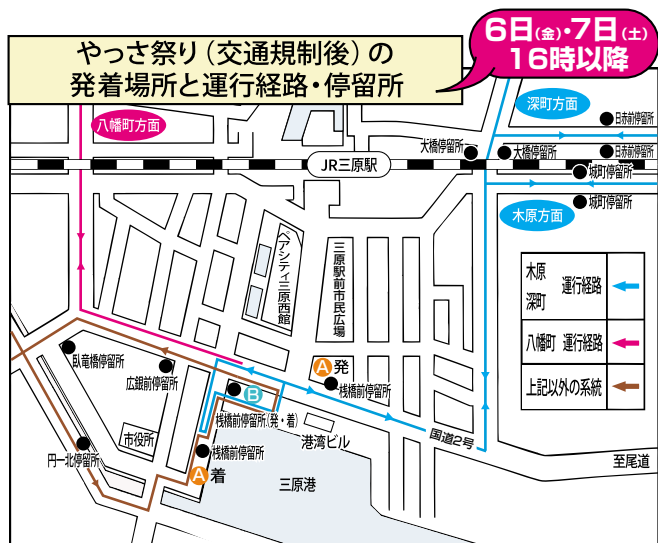 6日(金)・7日(土)
16時以降
やっさ祭り(交通規制後)の
発着場所と運行経路・停留所
八幡町方面
深町方面
日赤前停留所
大橋停留所
大橋停留所
日赤前停留所
JR三原駅
城町停留所
城町停留所
木原方面
ペアシティ三原西館
三原駅前市民広場
木原
深町
運行経路
八幡町 運行経路
上記以外の系統
臥竜橋停留所
広銀前停留所
A発
桟橋前停留所
B
桟橋前停留所(発・着)
港湾ビル
国道2号
市役所
円一北停留所
桟橋前停留所
A着
三原港
至尾道